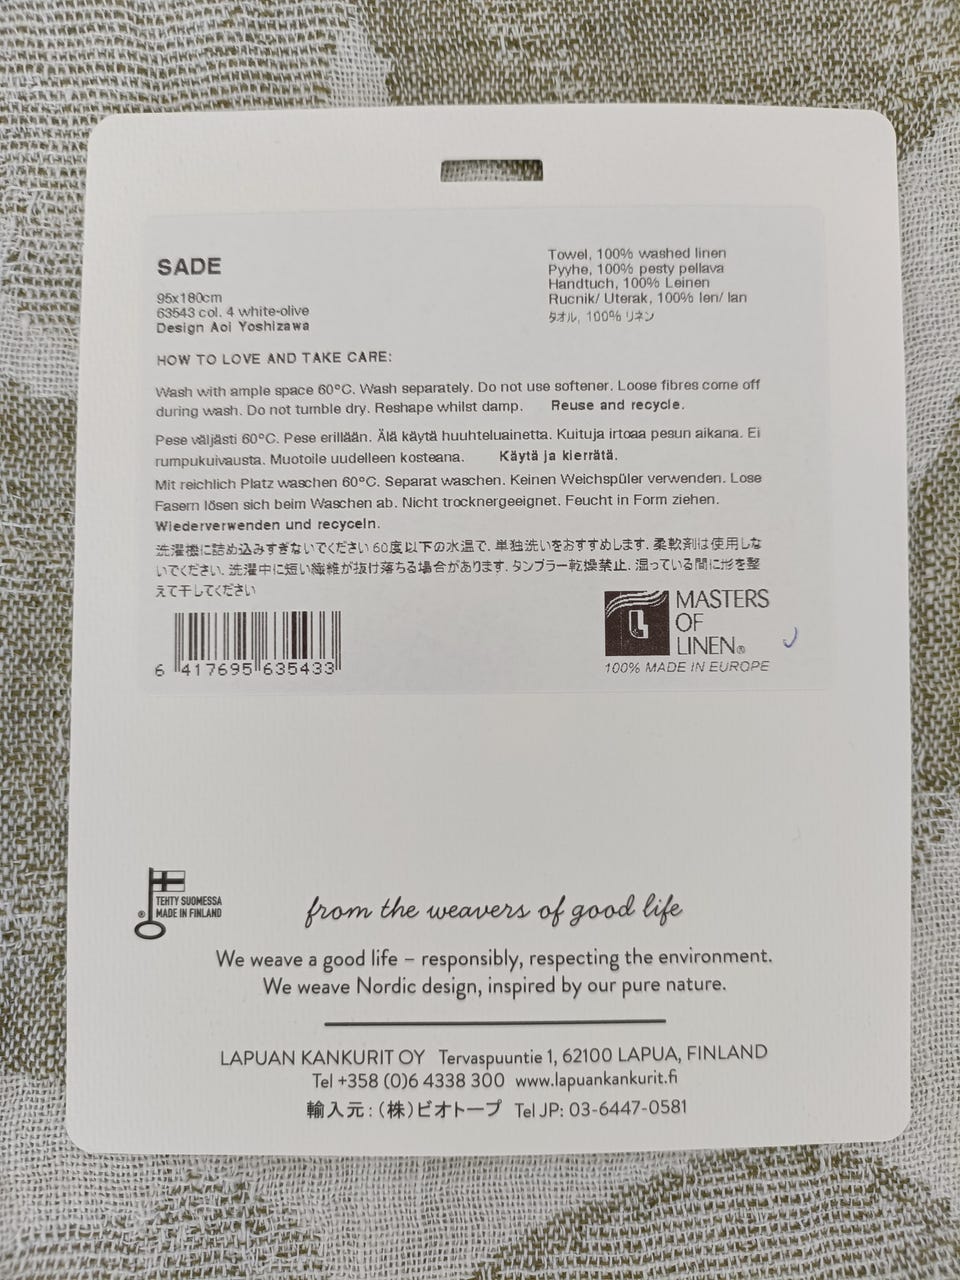 SADE
95x180cm
63543 col. 4 white-olive
Design Aoi Yoshizawa
Towel, 100% washed linen
Pyyhe, 100% pesty pellava
Handtuch, 100% Leinen
Rucnik/ Uterak, 100% len/ lan
タオル, 100% リネン
HOW TO LOVE AND TAKE CARE:
Wash with ample space 60°C. Wash separately. Do not use softener. Loose fibres come off
during wash. Do not tumble dry. Reshape whilst damp. Reuse and recycle.
Pese väljästi 60°C. Pese erillään. Älä käytä huuhteluainetta. Kuituja irtoaa pesun aikana. Ei
rumpukuivausta. Muotoile uudelleen kosteana. Käytä ja kierrätä.
Mit reichlich Platz waschen 60°C. Separat waschen. Keinen Weichspüler verwenden. Lose
Fasern lösen sich beim Waschen ab. Nicht trocknergeeignet. Feucht in Form ziehen.
Wiederverwenden und recyceln.
洗濯機に詰め込みすぎないでください 60度以下の水温で. 単独洗いをおすすめします. 柔軟剤は使用しな
いでください. 洗濯中に短い繊維が抜け落ちる場合があります. タンブラー乾燥禁止. 湿っている間に形を整
えて干してください
6 417695 635433
MASTERS
OF
LINEN®
100% MADE IN EUROPE
TEHTY SUOMESSA
® MADE IN FINLAND
from the weavers of good life
We weave a good life – responsibly, respecting the environment.
We weave Nordic design, inspired by our pure nature.
LAPUAN KANKURIT OY Tervaspuuntie 1, 62100 LAPUA, FINLAND
Tel +358 (0)6 4338 300 www.lapuankankurit.fi
輸入元：(株)ビオトープ Tel JP: 03-6447-0581